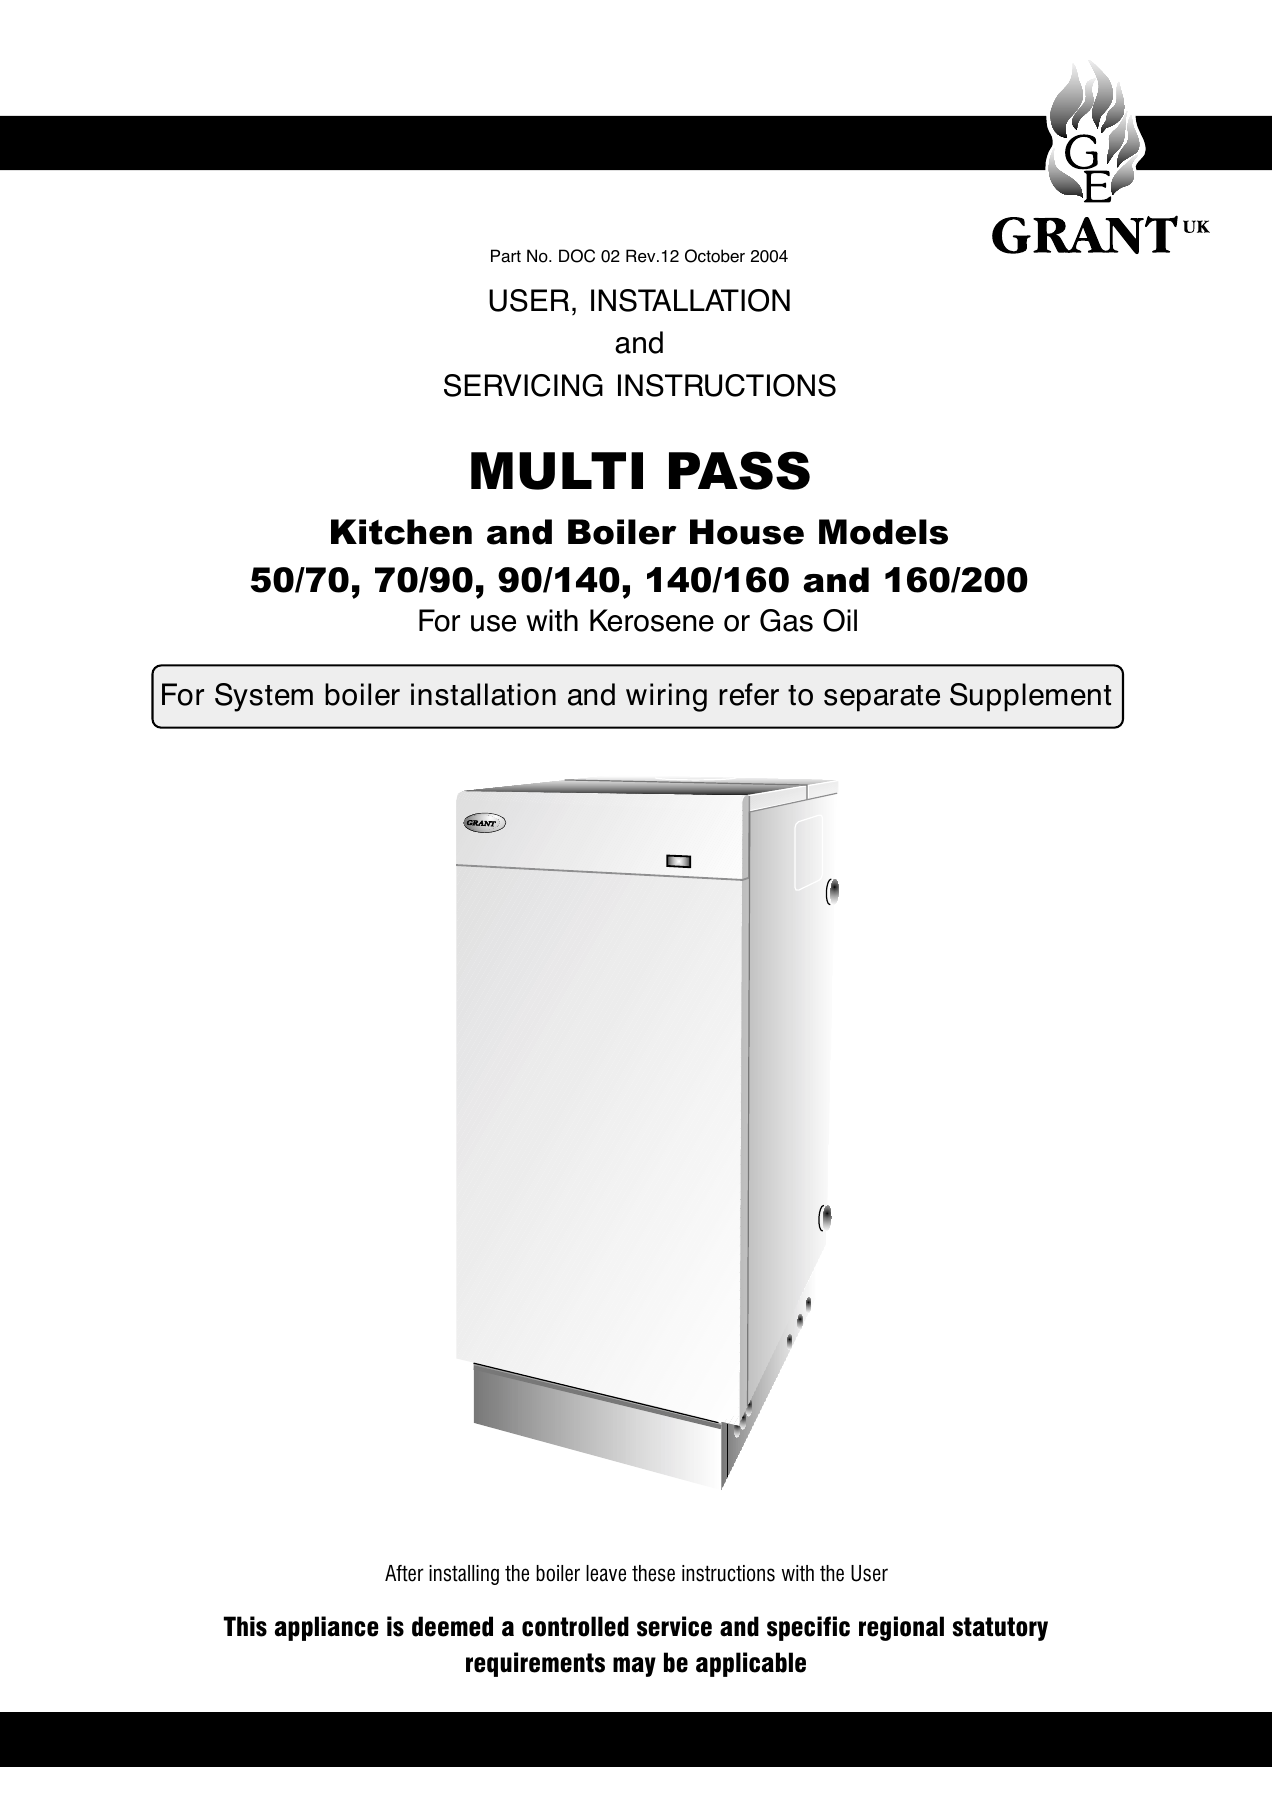 GE
GRANT UK
Part No. DOC 02 Rev.12 October 2004
USER, INSTALLATION
and
SERVICING INSTRUCTIONS
MULTI PASS
Kitchen and Boiler House Models
50/70, 70/90, 90/140, 140/160 and 160/200
For use with Kerosene or Gas Oil
For System boiler installation and wiring refer to separate Supplement
GRANT
After installing the boiler leave these instructions with the User
This appliance is deemed a controlled service and specific regional statutory
requirements may be applicable